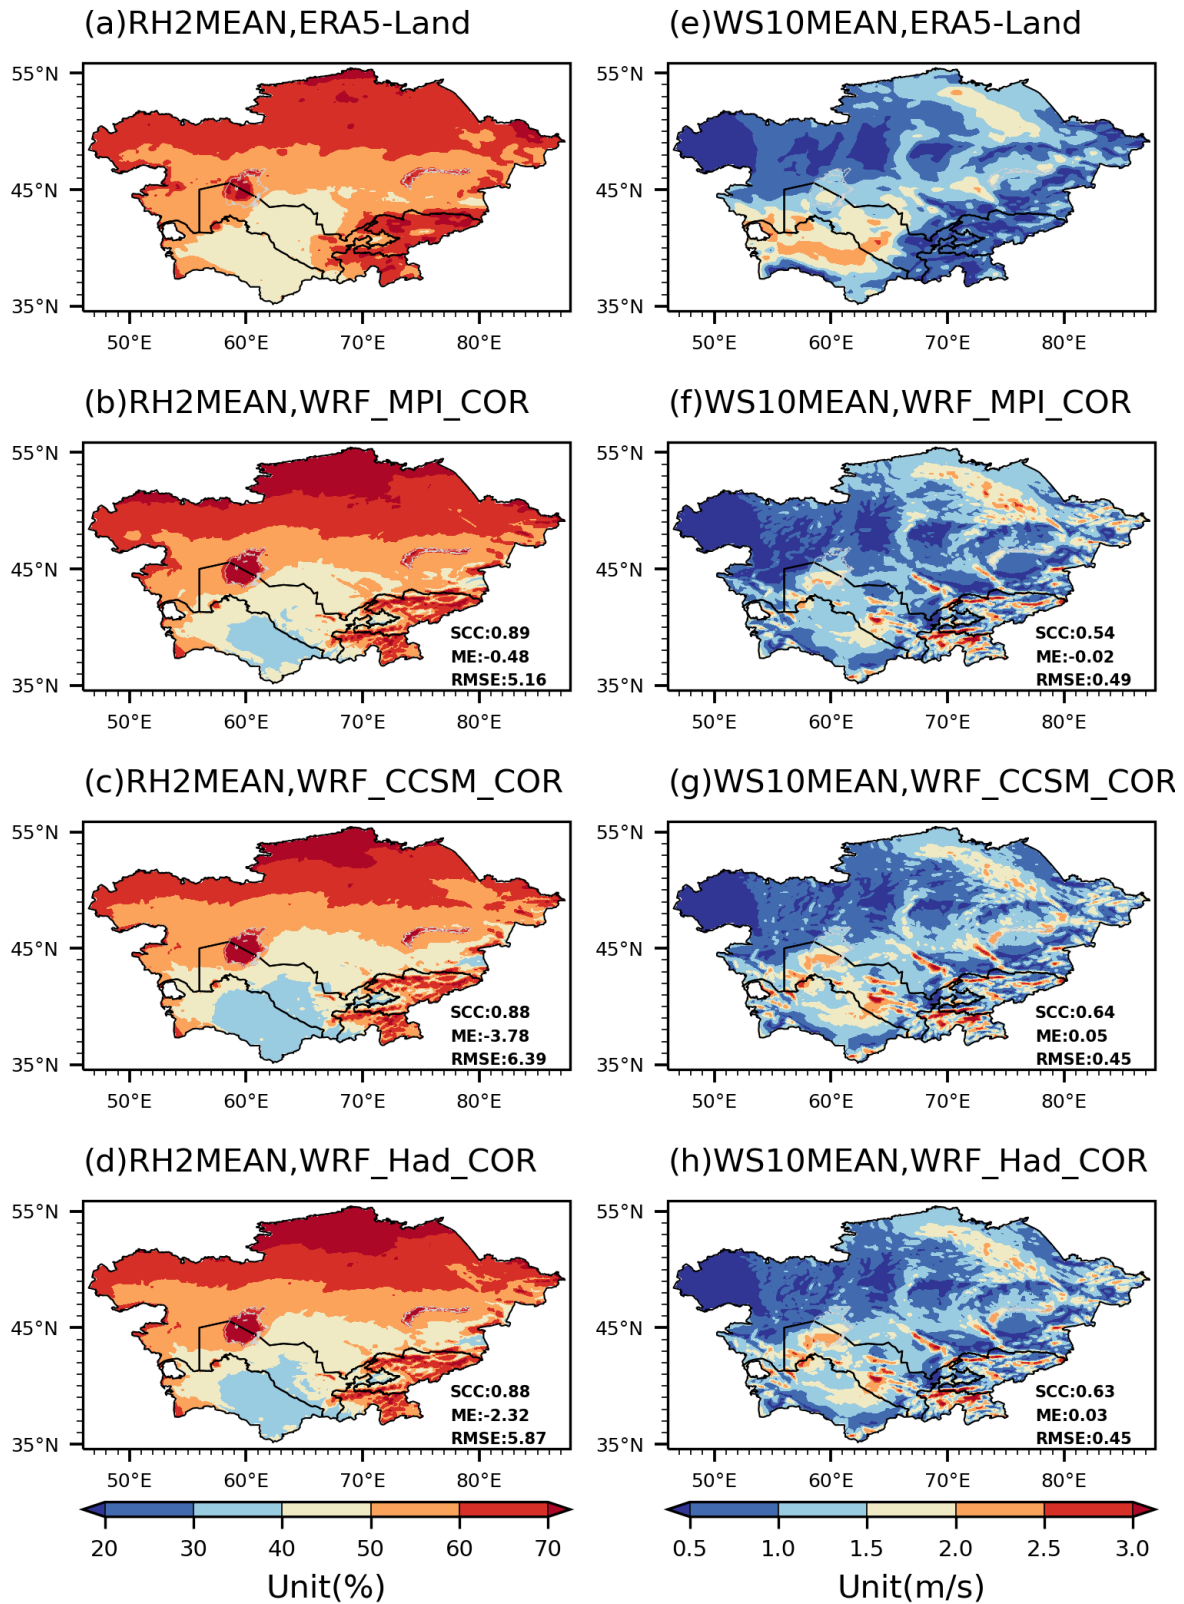 (a)RH2MEAN,ERA5-Land
55°N
45°N
35°N
50°E 60°E 70°E 80°E
(e)WS10MEAN,ERA5-Land
55°N
45°N
35°N
50°E 60°E 70°E 80°E
(b)RH2MEAN,WRF_MPI_COR
55°N
45°N
35°N
SCC:0.89
ME:-0.48
RMSE:5.16
50°E 60°E 70°E 80°E
(f)WS10MEAN,WRF_MPI_COR
55°N
45°N
35°N
SCC:0.54
ME:-0.02
RMSE:0.49
50°E 60°E 70°E 80°E
(c)RH2MEAN,WRF_CCSM_COR
55°N
45°N
35°N
SCC:0.88
ME:-3.78
RMSE:6.39
50°E 60°E 70°E 80°E
(g)WS10MEAN,WRF_CCSM_COR
55°N
45°N
35°N
SCC:0.64
ME:0.05
RMSE:0.45
50°E 60°E 70°E 80°E
(d)RH2MEAN,WRF_Had_COR
55°N
45°N
35°N
SCC:0.88
ME:-2.32
RMSE:5.87
50°E 60°E 70°E 80°E
(h)WS10MEAN,WRF_Had_COR
55°N
45°N
35°N
SCC:0.63
ME:0.03
RMSE:0.45
50°E 60°E 70°E 80°E
20 30 40 50 60 70
Unit(%)
0.5 1.0 1.5 2.0 2.5 3.0
Unit(m/s)